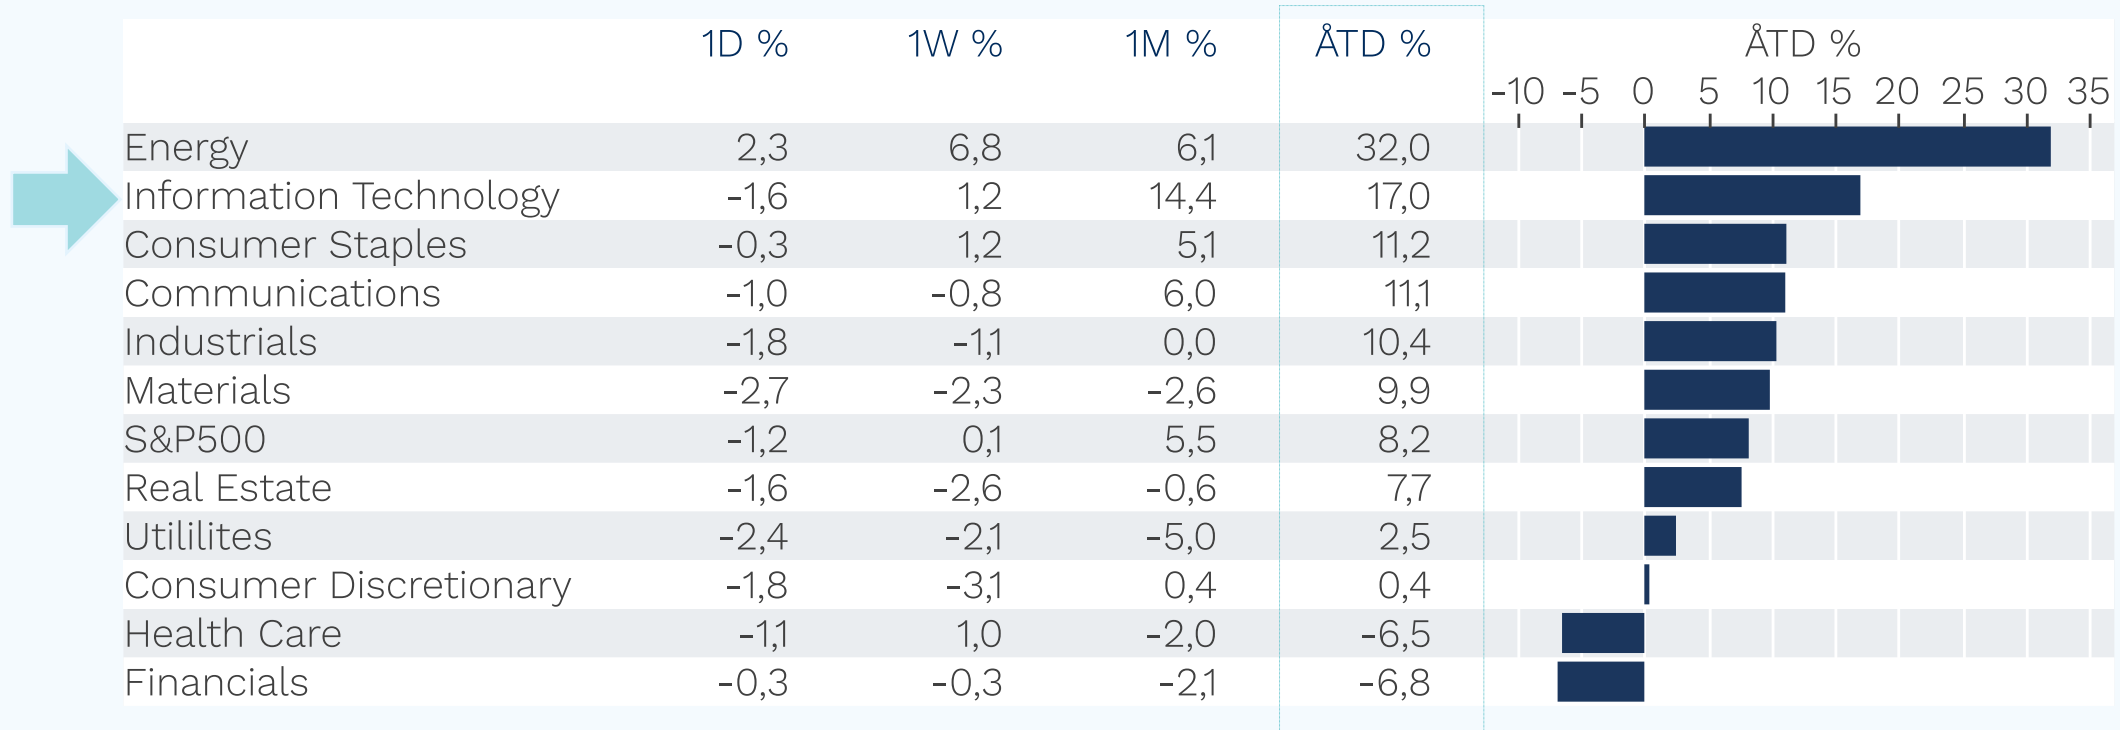 1D % 1W % 1M % ÅTD % ÅTD %
-10 -5 0 5 10 15 20 25 30 35
Energy 2,3 6,8 6,1 32,0
Information Technology -1,6 1,2 14,4 17,0
Consumer Staples -0,3 1,2 5,1 11,2
Communications -1,0 -0,8 6,0 11,1
Industrials -1,8 -1,1 0,0 10,4
Materials -2,7 -2,3 -2,6 9,9
S&P500 -1,2 0,1 5,5 8,2
Real Estate -1,6 -2,6 -0,6 7,7
Utililites -2,4 -2,1 -5,0 2,5
Consumer Discretionary -1,8 -3,1 0,4 0,4
Health Care -1,1 1,0 -2,0 -6,5
Financials -0,3 -0,3 -2,1 -6,8